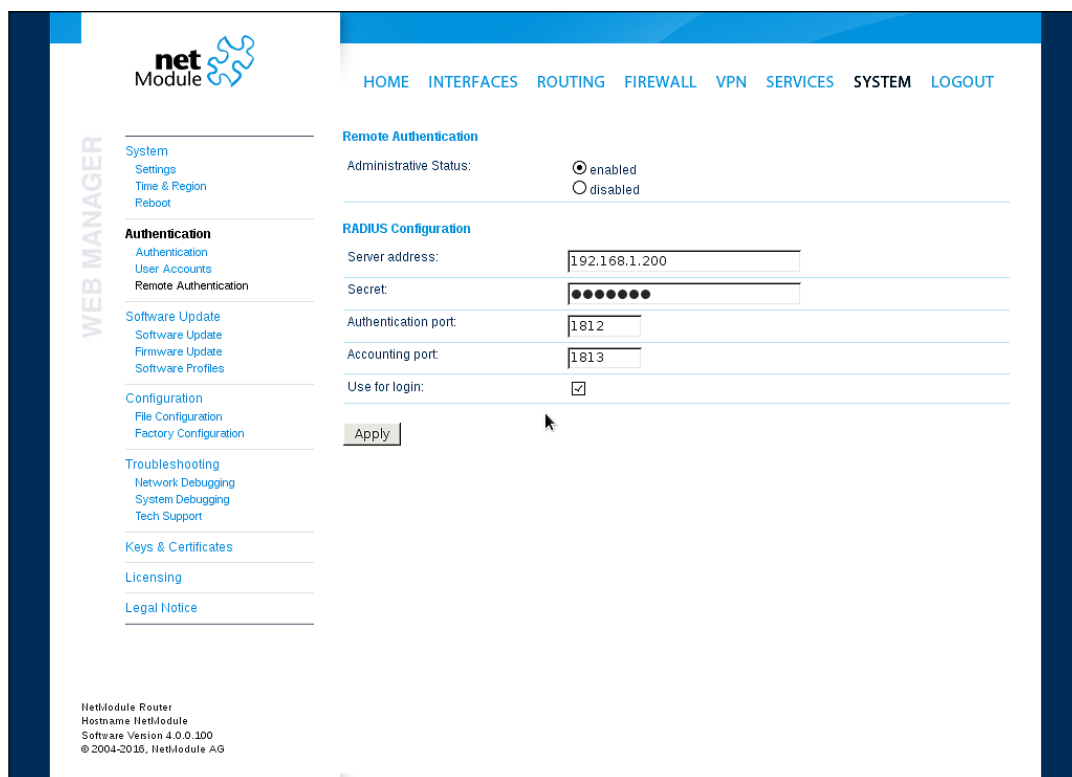 net
Module
HOME INTERFACES ROUTING FIREWALL VPN SERVICES SYSTEM LOGOUT
WEB MANAGER
System
Settings
Time & Region
Reboot
Authentication
Authentication
User Accounts
Remote Authentication
Software Update
Software Update
Firmware Update
Software Profiles
Configuration
File Configuration
Factory Configuration
Troubleshooting
Network Debugging
System Debugging
Tech Support
Keys & Certificates
Licensing
Legal Notice
Remote Authentication
Administrative Status:
enabled
disabled
RADIUS Configuration
Server address: 192.168.1.200
Secret: ●●●●●●●
Authentication port: 1812
Accounting port: 1813
Use for login:
Apply
NetModule Router
Hostname NetModule
Software Version 4.0.0.100
© 2004-2016, NetModule AG